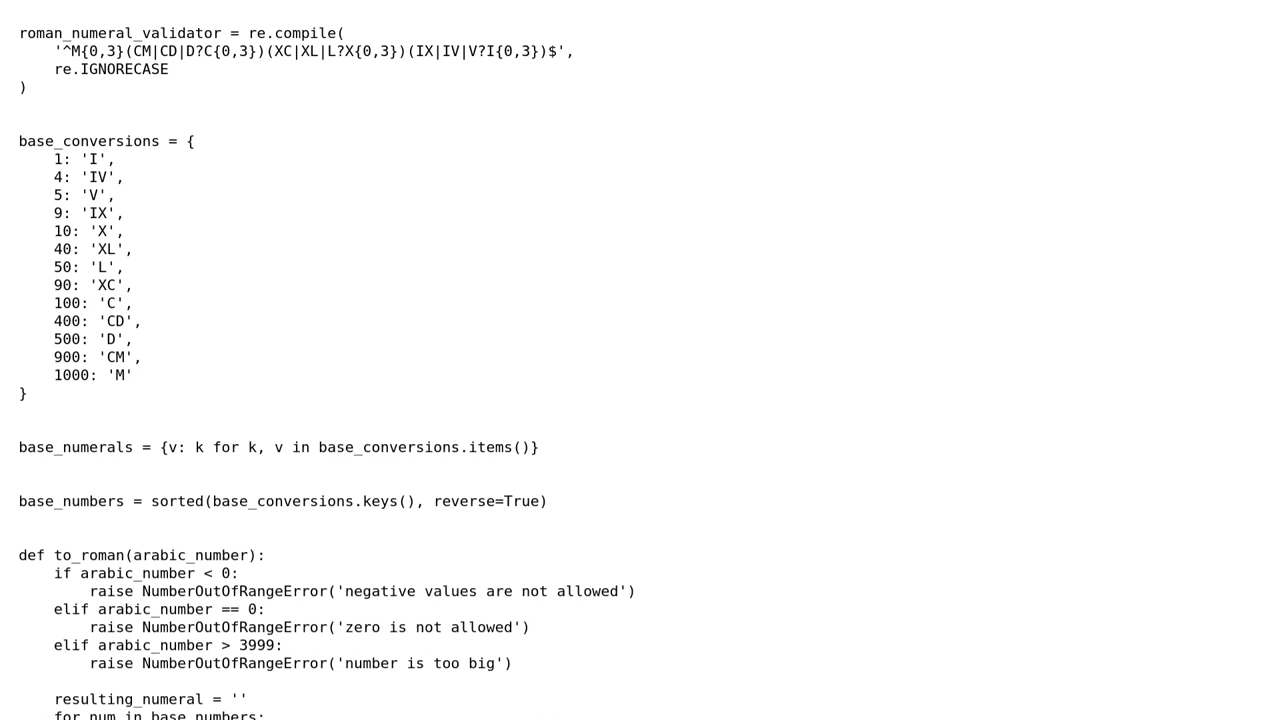 roman_numeral_validator = re.compile(
    '^M{0,3}(CM|CD|D?C{0,3})(XC|XL|L?X{0,3})(IX|IV|V?I{0,3})$',
    re.IGNORECASE
)
base_conversions = {
    1: 'I',
    4: 'IV',
    5: 'V',
    9: 'IX',
    10: 'X',
    40: 'XL',
    50: 'L',
    90: 'XC',
    100: 'C',
    400: 'CD',
    500: 'D',
    900: 'CM',
    1000: 'M'
}
base_numerals = {v: k for k, v in base_conversions.items()}
base_numbers = sorted(base_conversions.keys(), reverse=True)
def to_roman(arabic_number):
    if arabic_number < 0:
        raise NumberOutOfRangeError('negative values are not allowed')
    elif arabic_number == 0:
        raise NumberOutOfRangeError('zero is not allowed')
    elif arabic_number > 3999:
        raise NumberOutOfRangeError('number is too big')
    resulting_numeral = ''
    for num in base_numbers: